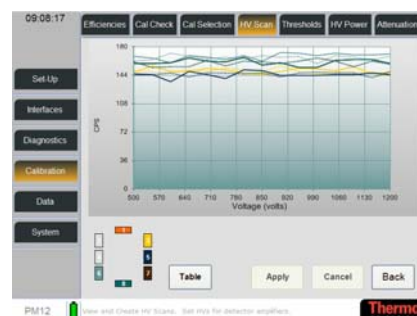 09:08:17
Efficiencies Cal Check Cal Selection HV Scan Thresholds HV Power Attenuation
Set-Up
Interfaces
Diagnostics
Calibration
Data
System
180
144
108
72
36
0
CPS
500 570 640 710 780 850 920 990 1060 1130 1200
Voltage (volts)
1
5
6
7
8
Table Apply Cancel Back
PM12 View and Create HV Scans. Set HVs for detector amplifiers. Thermo